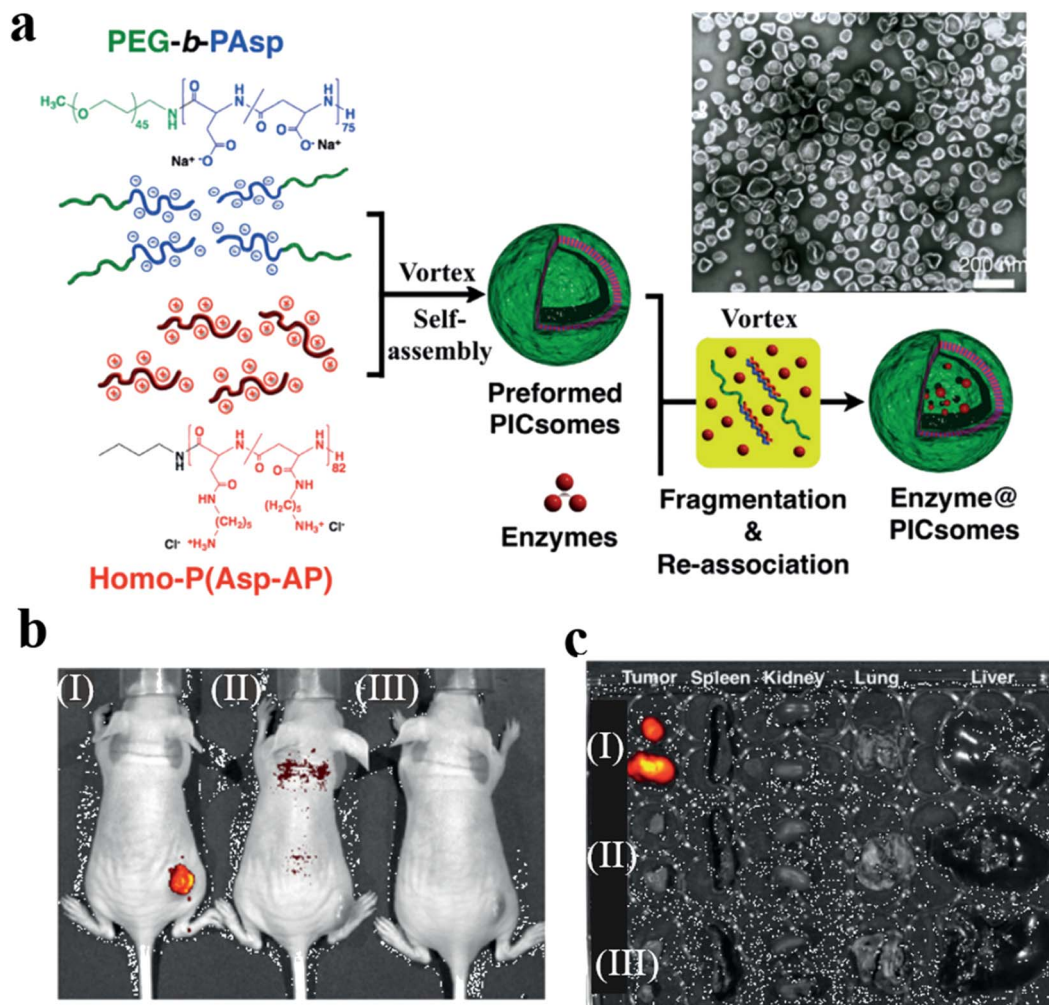 a
PEG-b-PAsp
H₃C
O
45
N
H
O
H
N
O
H
N
H
75
O
Na⁺ ⁻O
O
O⁻ Na⁺
O
Vortex
Self-
assembly
Preformed
PICsomes
Enzymes
Vortex
Fragmentation
&
Re-association
Enzyme@
PICsomes
200 nm
N
H
O
H
N
O
H
N
H
82
O
HN
(CH₂)₅
Cl⁻ ⁺H₃N
O
NH
(H₂C)₅
NH₃⁺ Cl⁻
Homo-P(Asp-AP)
b
(I) (II) (III)
c
Tumor Spleen Kidney Lung Liver
(I)
(II)
(III)